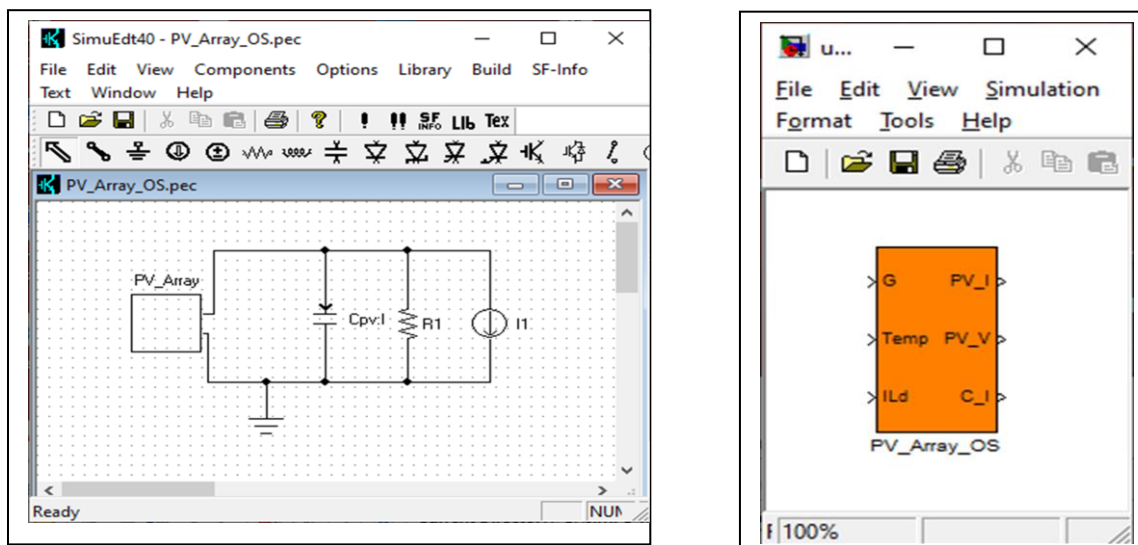 SimuEdt40 - PV_Array_OS.pec
File Edit View Components Options Library Build SF-Info
Text Window Help
SF INFO LIb Tex
PV_Array_OS.pec
PV_Array
Cpv:I
R1
I1
Ready
u...
File Edit View Simulation
Format Tools Help
G PV_I
Temp PV_V
ILd C_I
PV_Array_OS
100%